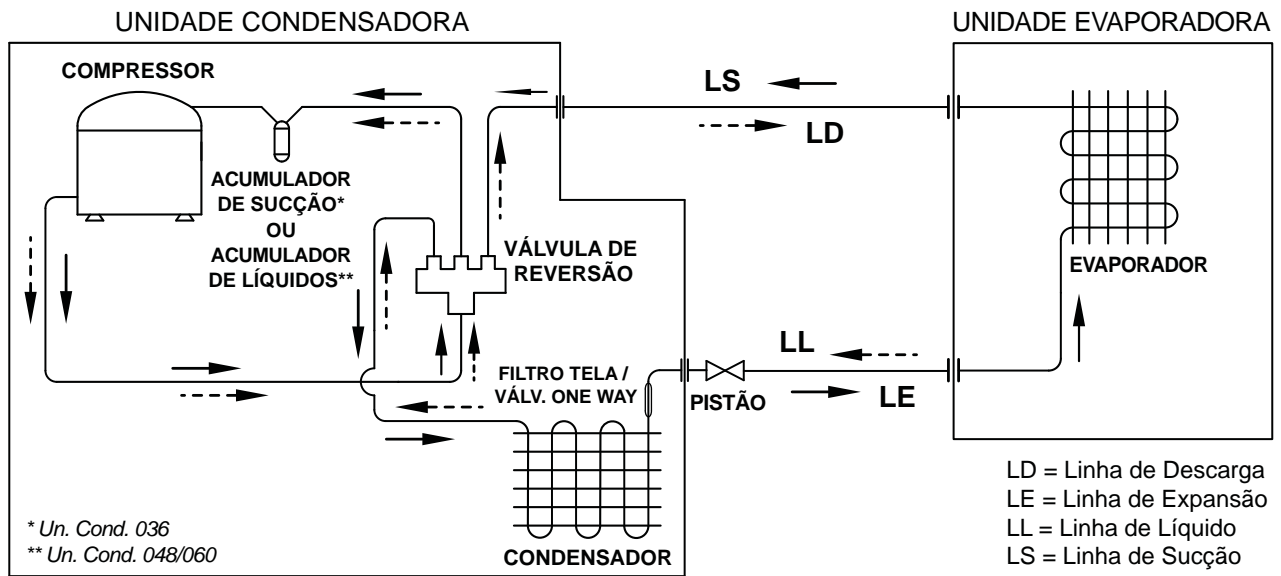 UNIDADE CONDENSADORA
UNIDADE EVAPORADORA
COMPRESSOR
LS
LD
ACUMULADOR
DE SUCÇÃO*
OU
ACUMULADOR
DE LÍQUIDOS**
VÁLVULA DE
REVERSÃO
EVAPORADOR
LL
FILTRO TELA /
VÁLV. ONE WAY
PISTÃO
LE
CONDENSADOR
* Un. Cond. 036
** Un. Cond. 048/060
LD = Linha de Descarga
LE = Linha de Expansão
LL = Linha de Líquido
LS = Linha de Sucção